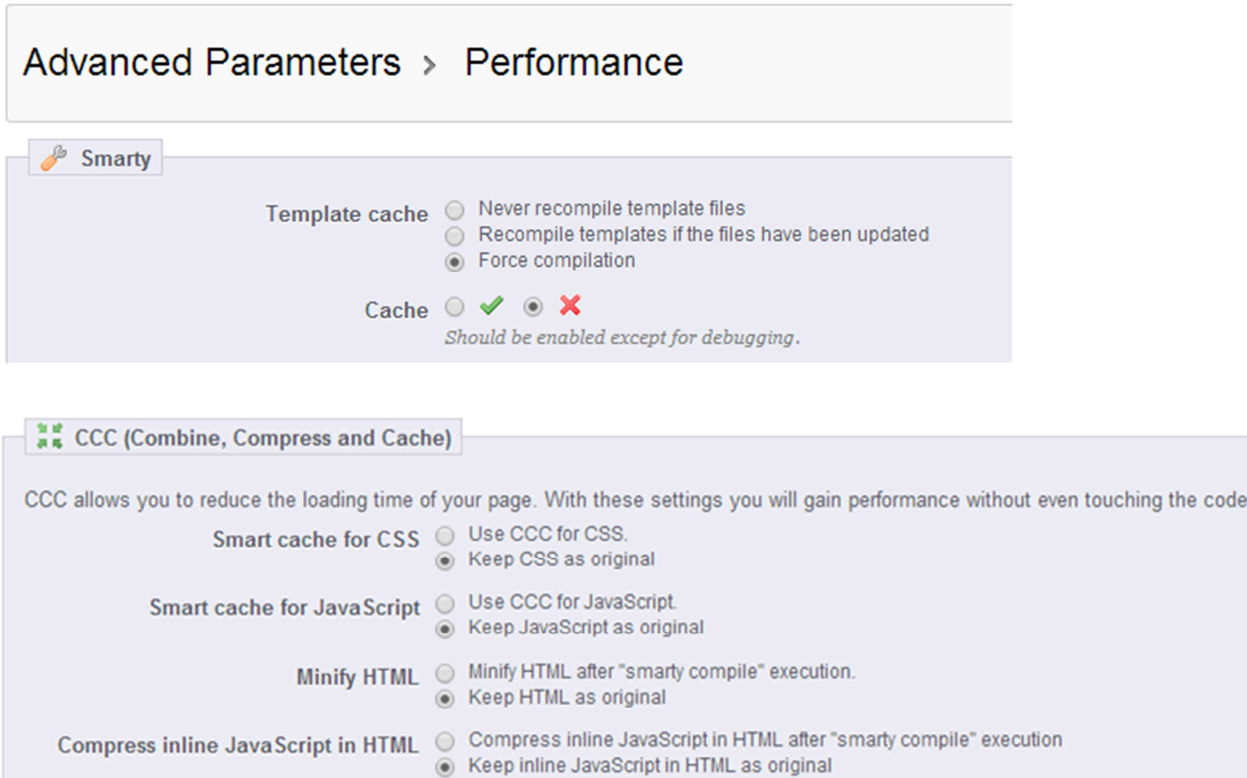 Advanced Parameters > Performance
Smarty
Template cache
Never recompile template files
Recompile templates if the files have been updated
Force compilation
Cache
Should be enabled except for debugging.
CCC (Combine, Compress and Cache)
CCC allows you to reduce the loading time of your page. With these settings you will gain performance without even touching the code
Smart cache for CSS
Use CCC for CSS.
Keep CSS as original
Smart cache for JavaScript
Use CCC for JavaScript.
Keep JavaScript as original
Minify HTML
Minify HTML after "smarty compile" execution.
Keep HTML as original
Compress inline JavaScript in HTML
Compress inline JavaScript in HTML after "smarty compile" execution
Keep inline JavaScript in HTML as original